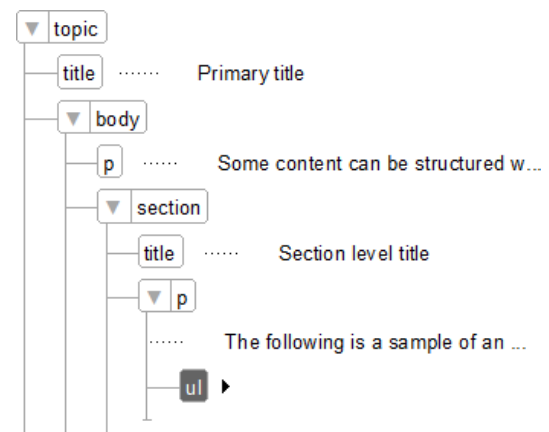 topic
title ....... Primary title
body
p ...... Some content can be structured w...
section
title ...... Section level title
p
...... The following is a sample of an ...
ul